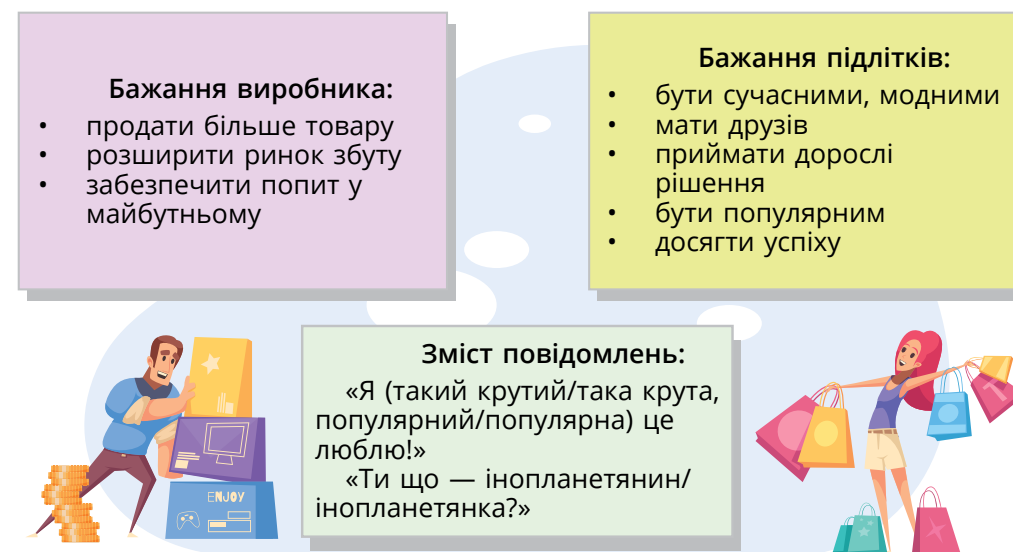 Бажання виробника:
• продати більше товару
• розширити ринок збуту
• забезпечити попит у
майбутньому
Бажання підлітків:
• бути сучасними, модними
• мати друзів
• приймати дорослі
рішення
• бути популярним
• досягти успіху
Зміст повідомлень:
«Я (такий крутий/така крута,
популярний/популярна) це
люблю!»
«Ти що — інопланетянин/
інопланетянка?»
ENJOY